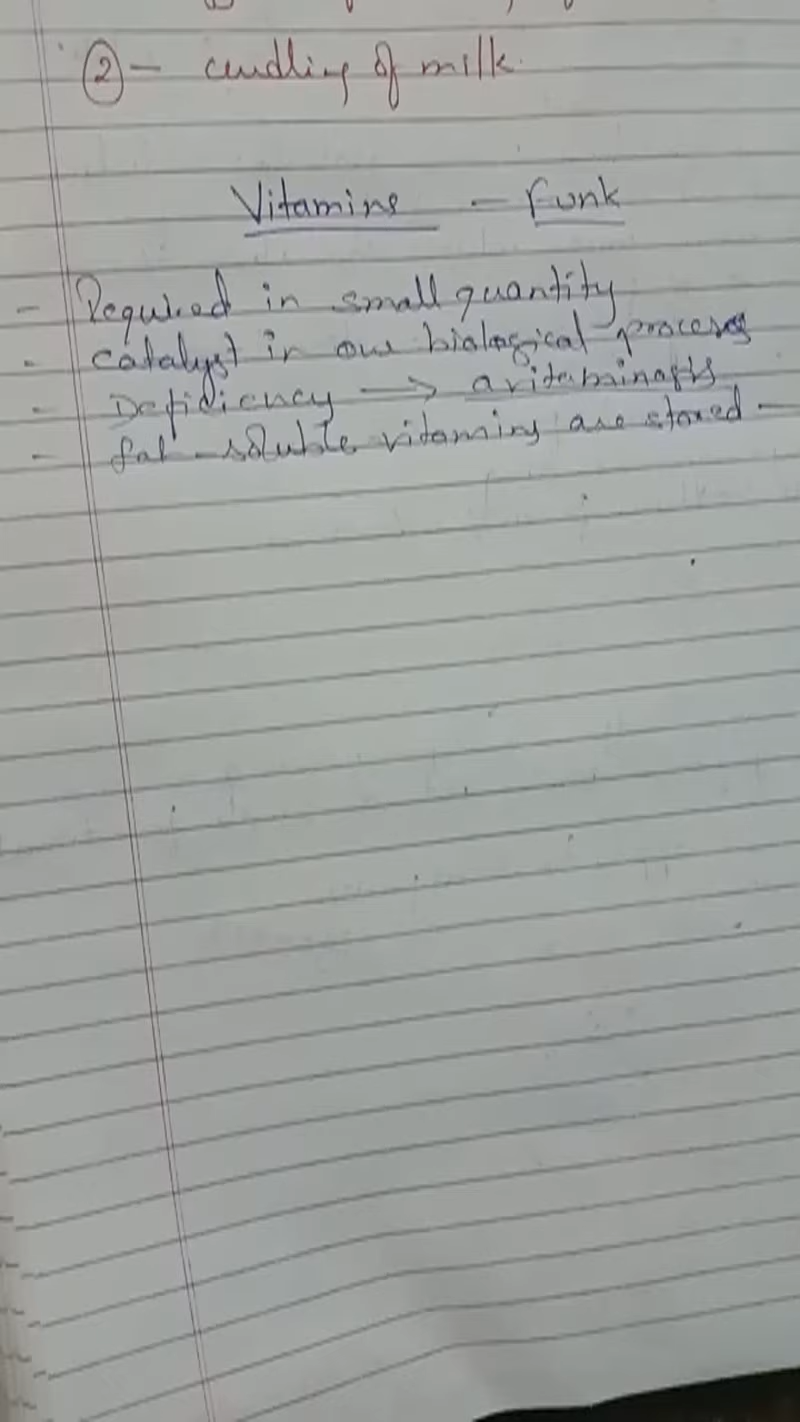 ② - curdling of milk.
Vitamins - Funk
- Required in small quantity
- Catalyst in our biological process
- Deficiency → avitaminosis
- fat-soluble vitamins are stored -